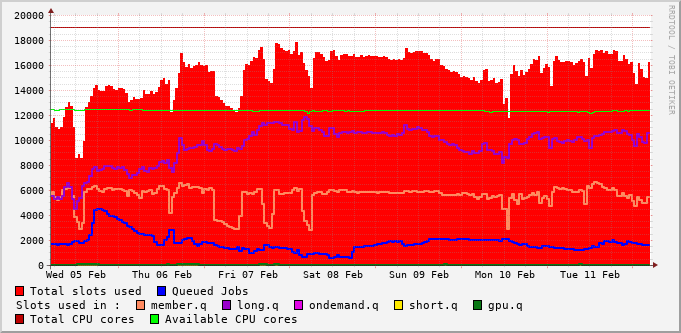 20000
18000
16000
14000
12000
10000
8000
6000
4000
2000
0
Wed 05 Feb Thu 06 Feb Fri 07 Feb Sat 08 Feb Sun 09 Feb Mon 10 Feb Tue 11 Feb
RRDTOOL / TOBI OETIKER
Total slots used Queued Jobs
Slots used in : member.q long.q ondemand.q short.q gpu.q
Total CPU cores Available CPU cores